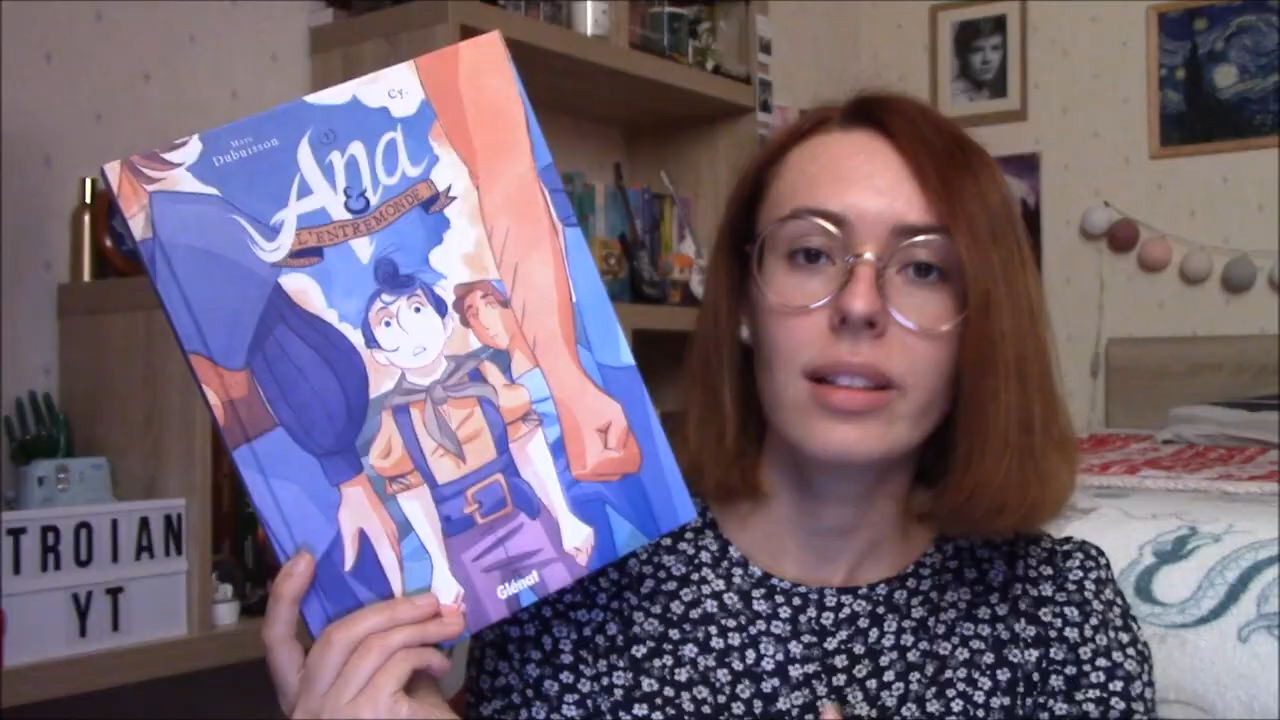 Cy.
Marc
Dubuisson
1
Ana
&
L'ENTREMONDE
Glénat
TROIAN
YT